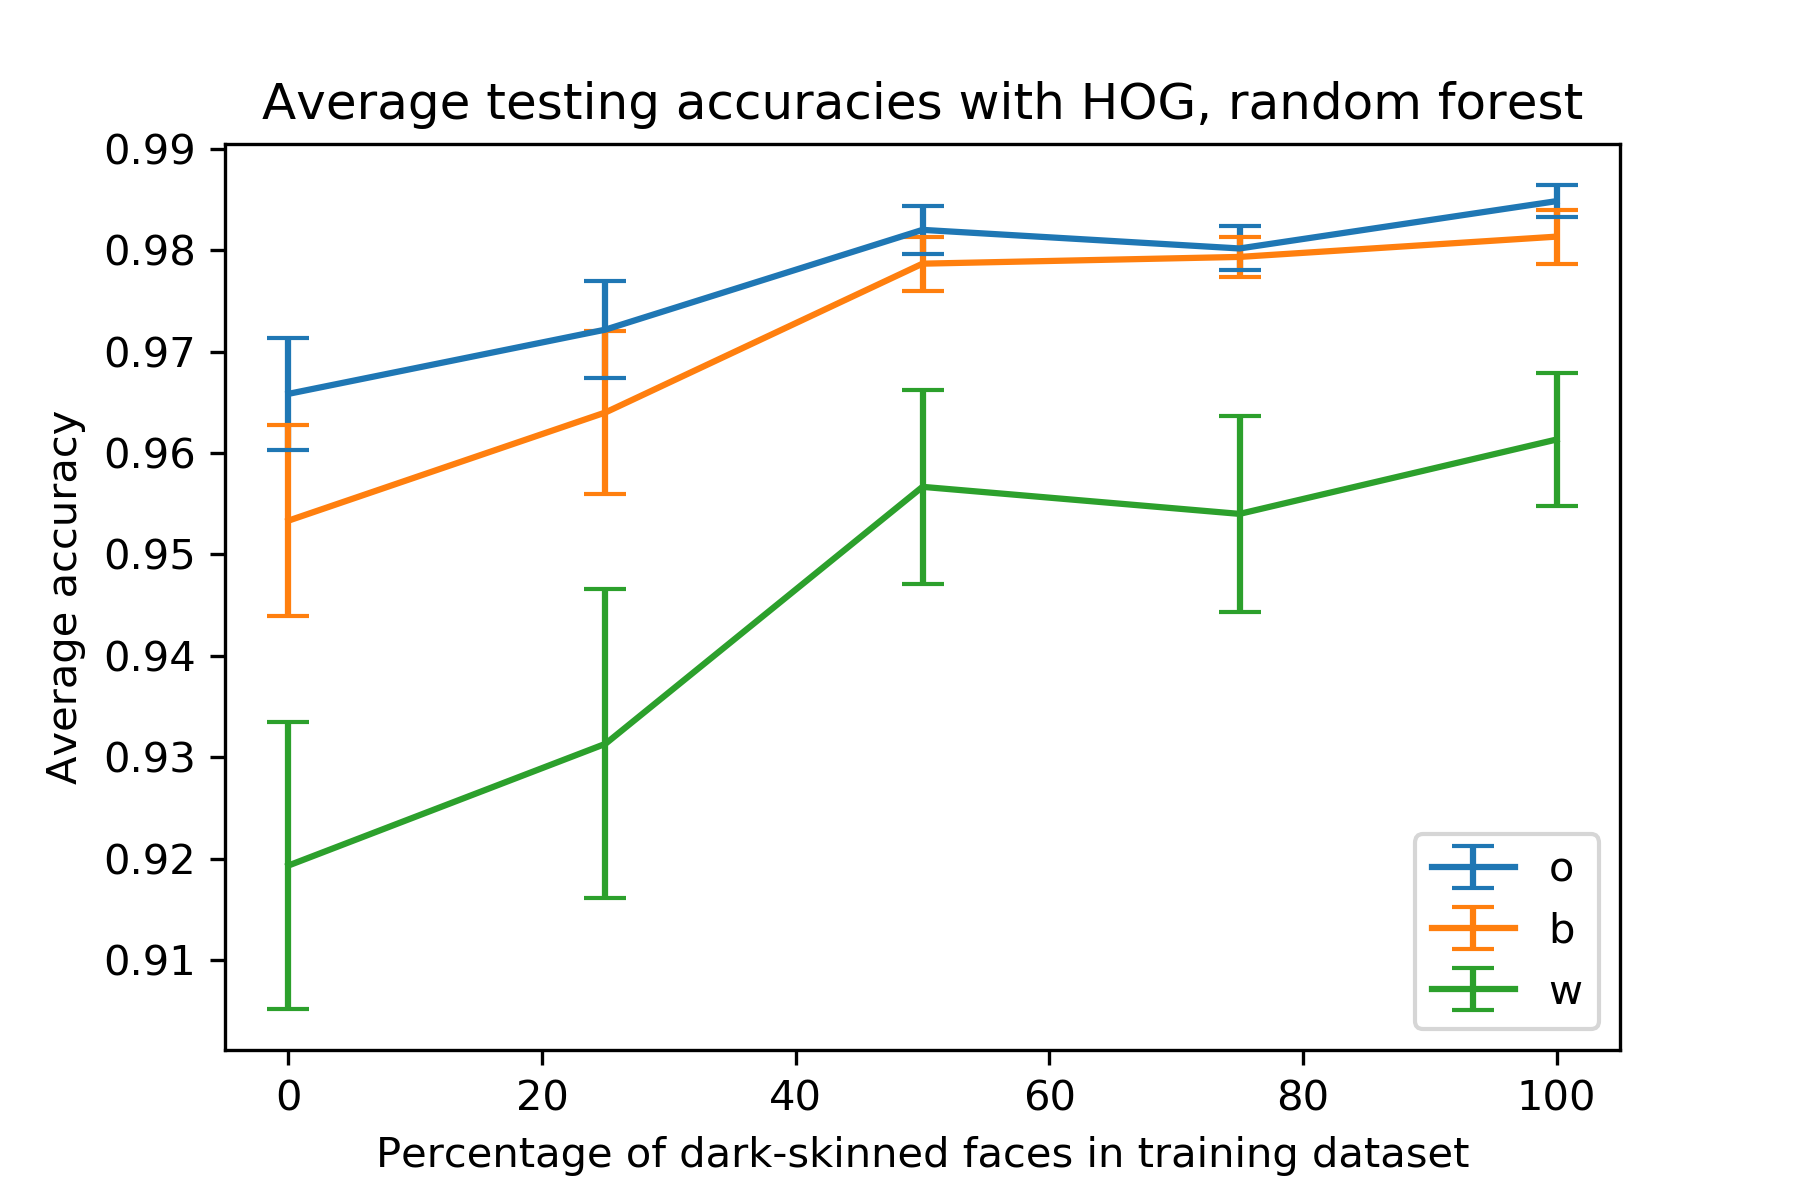 Average testing accuracies with HOG, random forest
0.99
0.98
0.97
0.96
0.95
0.94
0.93
0.92
0.91
Average accuracy
o
b
w
0 20 40 60 80 100
Percentage of dark-skinned faces in training dataset